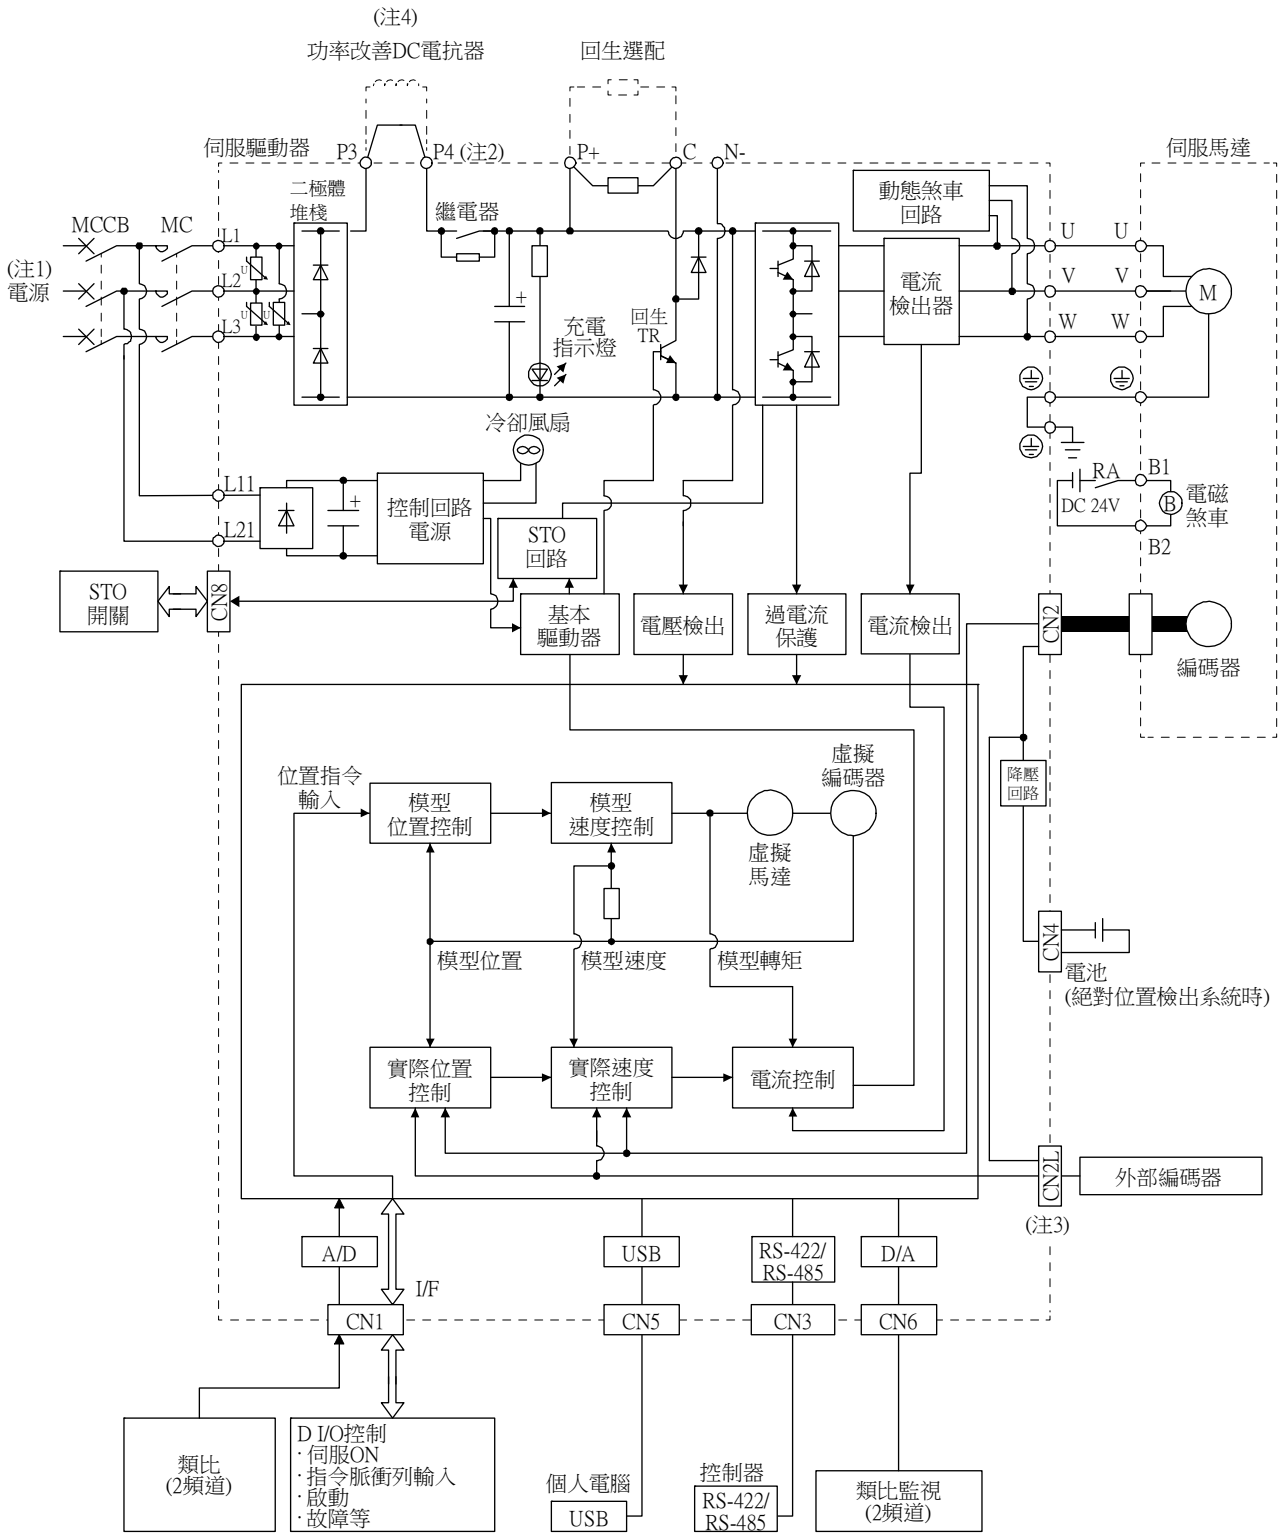 (注4)
功率改善DC電抗器
回生選配
伺服驅動器
P3
P4 (注2)
P+
C
N-
伺服馬達
二極體
堆棧
繼電器
動態煞車
回路
MCCB
MC
L1
U
U
(注1)
電源
U
L2
電流
檢出器
V
V
M
U
U
L3
+
充電
指示燈
回生
TR
W
W
冷卻風扇
L11
+
控制回路
電源
RA
B1
DC 24V
B
電磁
煞車
L21
STO
回路
B2
STO
開關
CN8
基本
驅動器
電壓檢出
過電流
保護
電流檢出
CN2
編碼器
位置指令
輸入
模型
位置控制
模型
速度控制
虛擬
編碼器
降壓
回路
虛擬
馬達
模型位置
模型速度
模型轉矩
CN4
電池
(絕對位置檢出系統時)
實際位置
控制
實際速度
控制
電流控制
CN2L
外部編碼器
(注3)
A/D
USB
RS-422/
RS-485
D/A
I/F
CN1
CN5
CN3
CN6
類比
(2頻道)
D I/O控制
·伺服ON
·指令脈衝列輸入
·啟動
·故障等
個人電腦
USB
控制器
RS-422/
RS-485
類比監視
(2頻道)